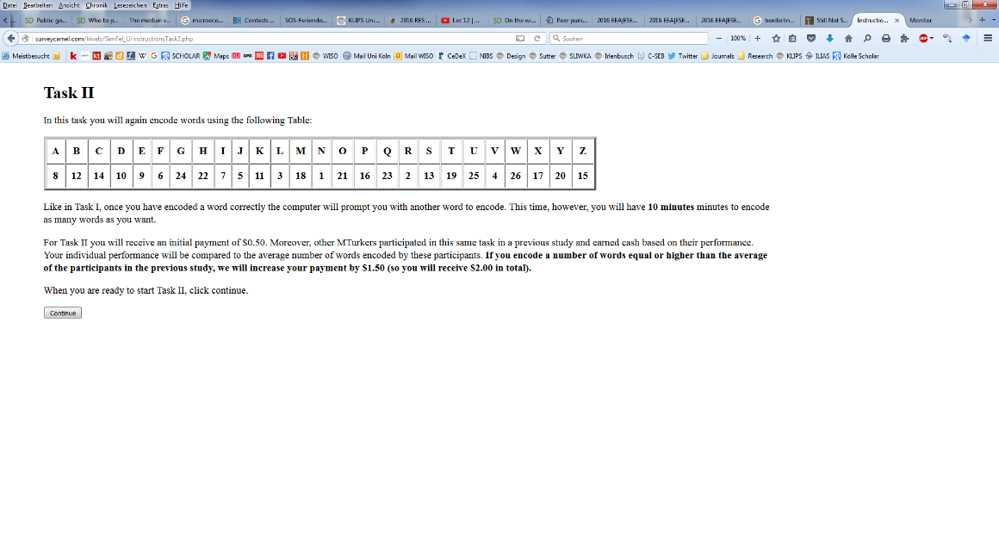 Datei Bearbeiten Ansicht Chronik Lesezeichen Extras Hilfe
SD Public go... SD Who to p... The median v... G microeco... BH Contests ... SOS-Feriendo... KLIPS Uni... 2016 RES ... Lec 12 |... SD On the wi... Peer puni... 2016 EEA/ESE... 2016 EEA/ESE... 2016 EEA/ESE... G borderlin... Still Not S... Instructio... × Monitor
surveycamel.com/hively/SimFel_U/instructionsTask2.php Suchen 100%
Meistbesucht k kt W G SCHOLAR Maps f H WISO Mail Uni Koln Mail WISO CeDeX NIBS Design Sutter SLIWKA Irlenbusch C-SEB Twitter Journals Research KLIPS ILIAS Kolle Scholar
Task II
In this task you will again encode words using the following Table:
A B C D E F G H I J K L M N O P Q R S T U V W X Y Z
8 12 14 10 9 6 24 22 7 5 11 3 18 1 21 16 23 2 13 19 25 4 26 17 20 15
Like in Task I, once you have encoded a word correctly the computer will prompt you with another word to encode. This time, however, you will have 10 minutes minutes to encode
as many words as you want.
For Task II you will receive an initial payment of $0.50. Moreover, other MTurkers participated in this same task in a previous study and earned cash based on their performance.
Your individual performance will be compared to the average number of words encoded by these participants. If you encode a number of words equal or higher than the average
of the participants in the previous study, we will increase your payment by $1.50 (so you will receive $2.00 in total).
When you are ready to start Task II, click continue.
Continue